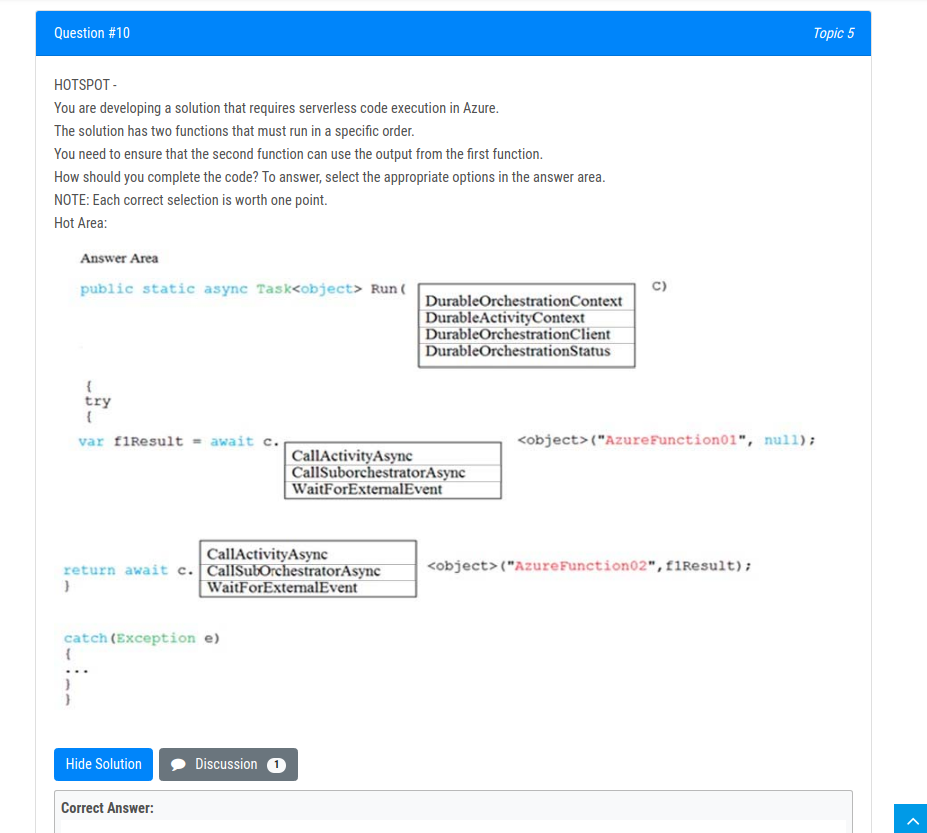 Question #10 Topic 5
HOTSPOT -
You are developing a solution that requires serverless code execution in Azure.
The solution has two functions that must run in a specific order.
You need to ensure that the second function can use the output from the first function.
How should you complete the code? To answer, select the appropriate options in the answer area.
NOTE: Each correct selection is worth one point.
Hot Area:
Answer Area
public static async Task<object> Run( C)
DurableOrchestrationContext
DurableActivityContext
DurableOrchestrationClient
DurableOrchestrationStatus
{
try
{
var f1Result = await c. <object>("AzureFunction01", null);
CallActivityAsync
CallSuborchestratorAsync
WaitForExternalEvent
CallActivityAsync
return await c. CallSubOrchestratorAsync <object>("AzureFunction02",f1Result);
WaitForExternalEvent
}
catch(Exception e)
{
...
}
}
Hide Solution Discussion 1
Correct Answer: